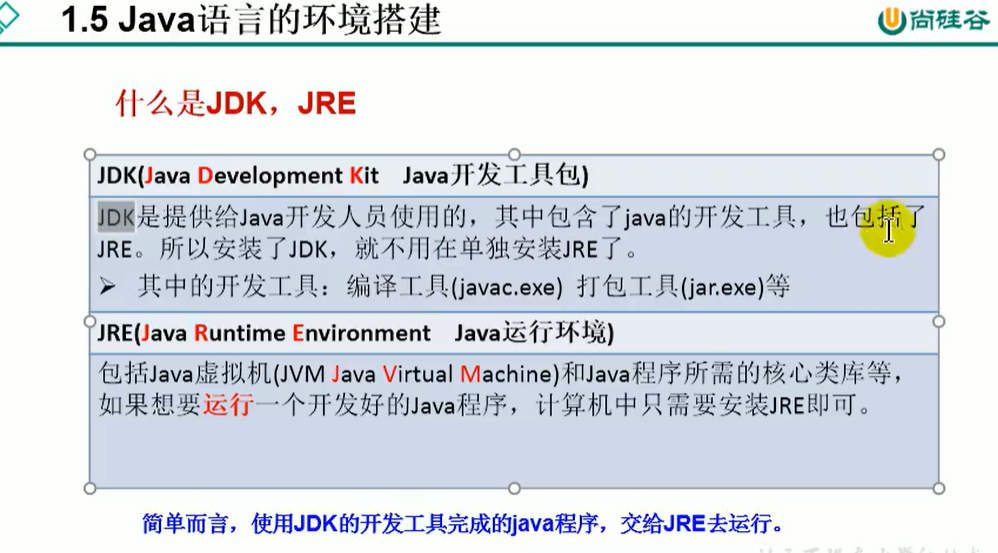 1.5 Java语言的环境搭建
尚硅谷
什么是JDK，JRE
JDK(Java Development Kit Java开发工具包)
JDK是提供给Java开发人员使用的，其中包含了java的开发工具，也包括了
JRE。所以安装了JDK，就不用在单独安装JRE了。
➢ 其中的开发工具：编译工具(javac.exe) 打包工具(jar.exe)等
JRE(Java Runtime Environment Java运行环境)
包括Java虚拟机(JVM Java Virtual Machine)和Java程序所需的核心类库等，
如果想要运行一个开发好的Java程序，计算机中只需要安装JRE即可。
简单而言，使用JDK的开发工具完成的java程序，交给JRE去运行。